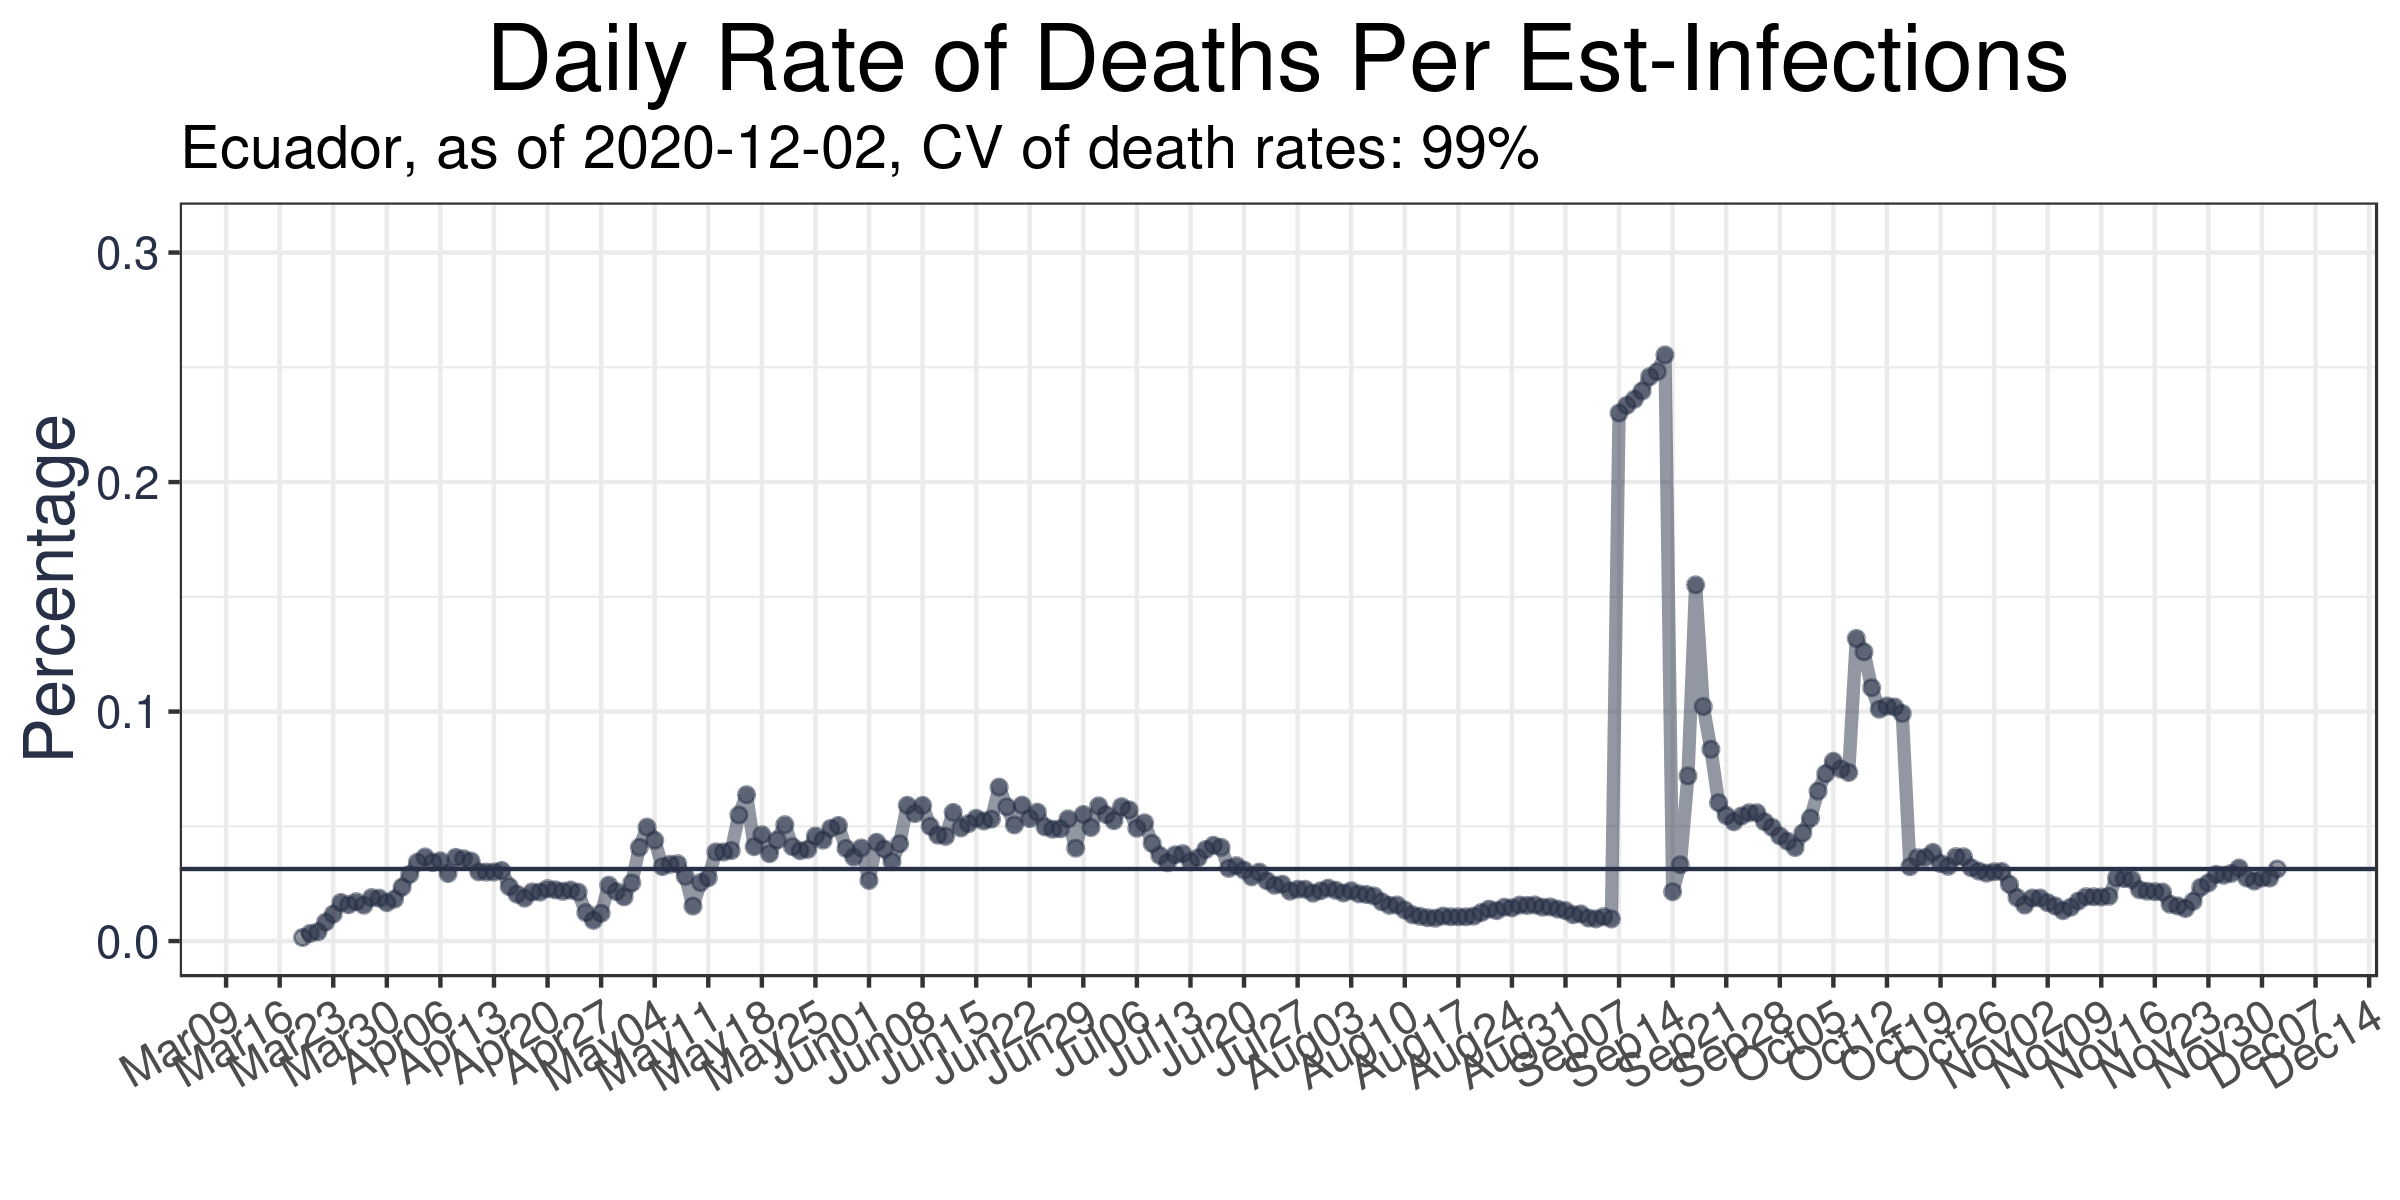 Daily Rate of Deaths Per Est-Infections
Ecuador, as of 2020-12-02, CV of death rates: 99%
Percentage
0.3
0.2
0.1
0.0
Mar09
Mar16
Mar23
Mar30
Apr06
Apr13
Apr20
Apr27
May04
May11
May18
May25
Jun01
Jun08
Jun15
Jun22
Jun29
Jul06
Jul13
Jul20
Jul27
Aug03
Aug10
Aug17
Aug24
Aug31
Sep07
Sep14
Sep21
Sep28
Oct05
Oct12
Oct19
Oct26
Nov02
Nov09
Nov16
Nov23
Nov30
Dec07
Dec14